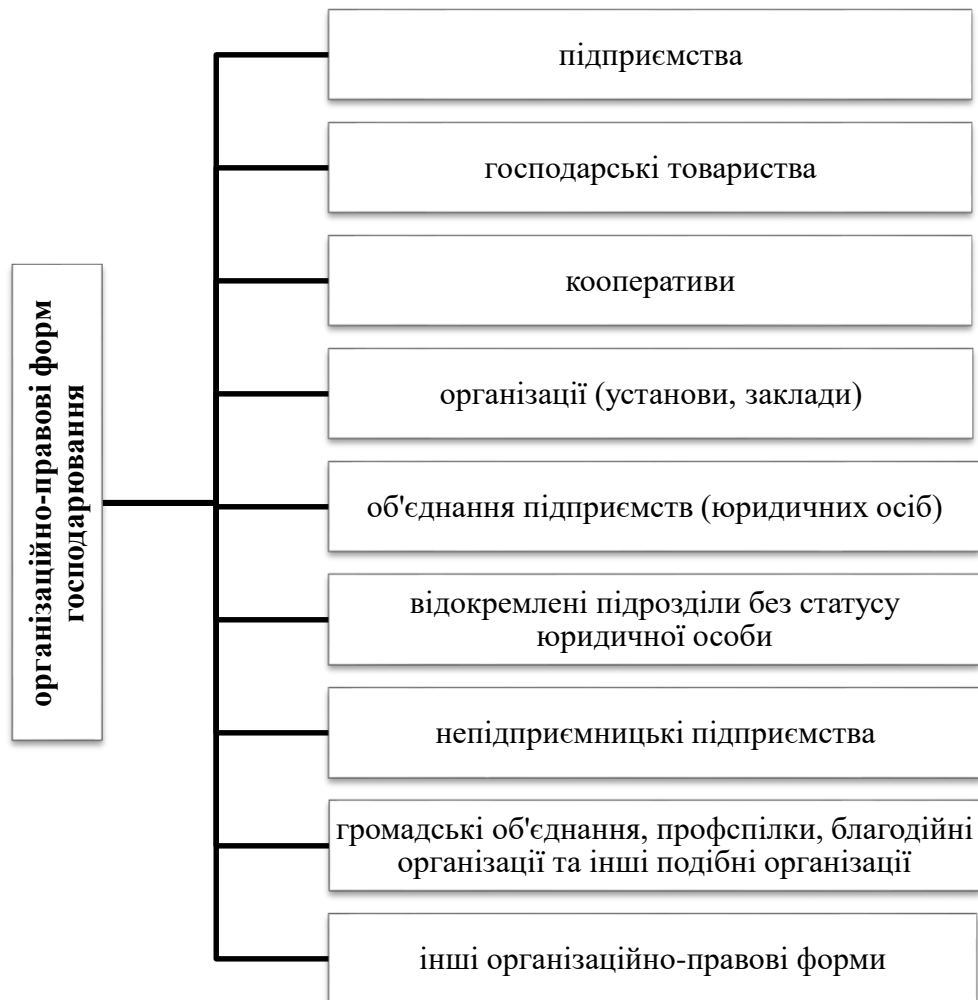 організаційно-правові форм
господарювання
підприємства
господарські товариства
кооперативи
організації (установи, заклади)
об'єднання підприємств (юридичних осіб)
відокремлені підрозділи без статусу
юридичної особи
непідприємницькі підприємства
громадські об'єднання, профспілки, благодійні
організації та інші подібні організації
інші організаційно-правові форми